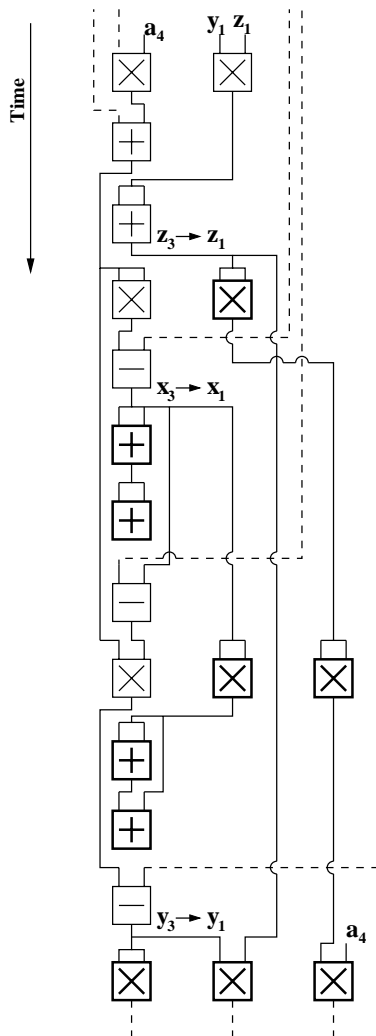 a₄ y₁ z₁
Time
z₃ → z₁
x₃ → x₁
y₃ → y₁
a₄